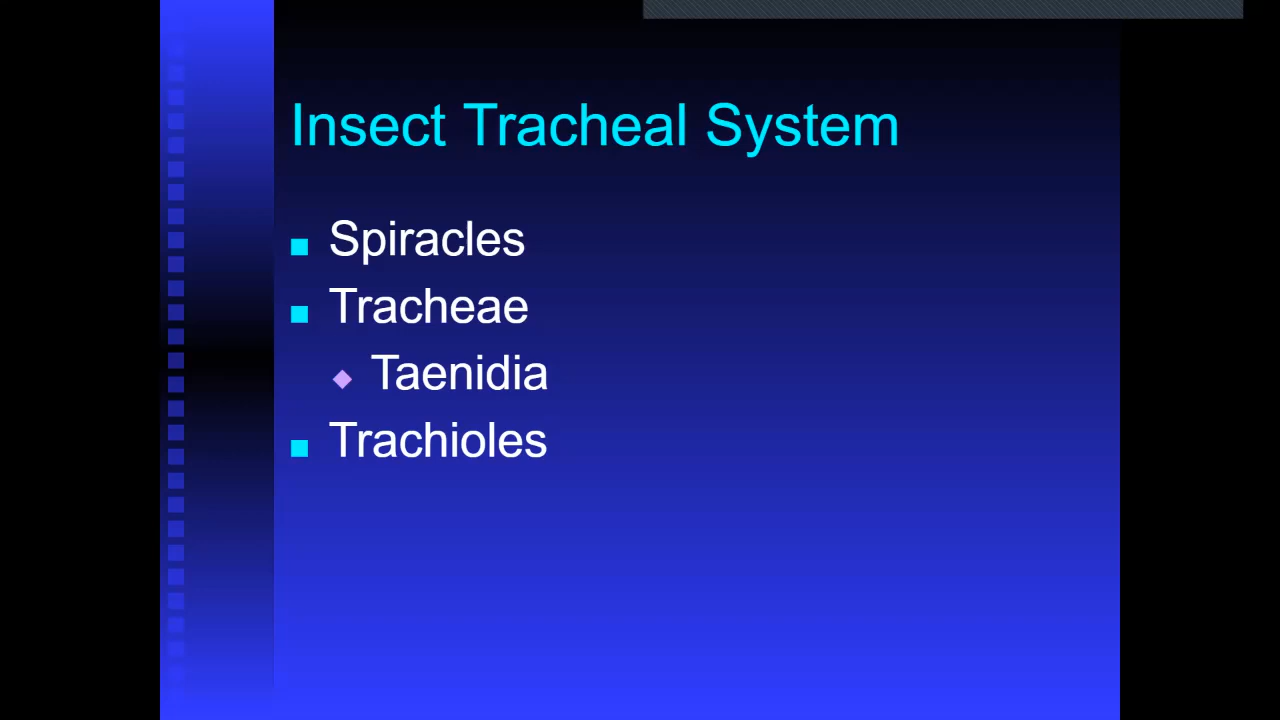 Insect Tracheal System
Spiracles
Tracheae
Taenidia
Trachioles